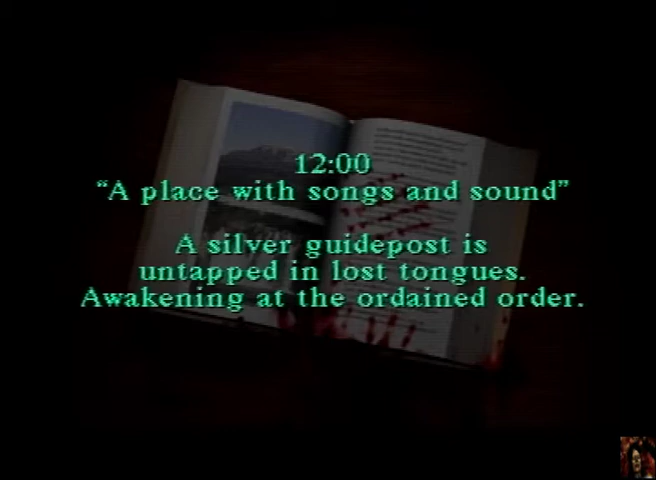 12:00
“A place with songs and sound”
A silver guidepost is
untapped in lost tongues.
Awakening at the ordained order.